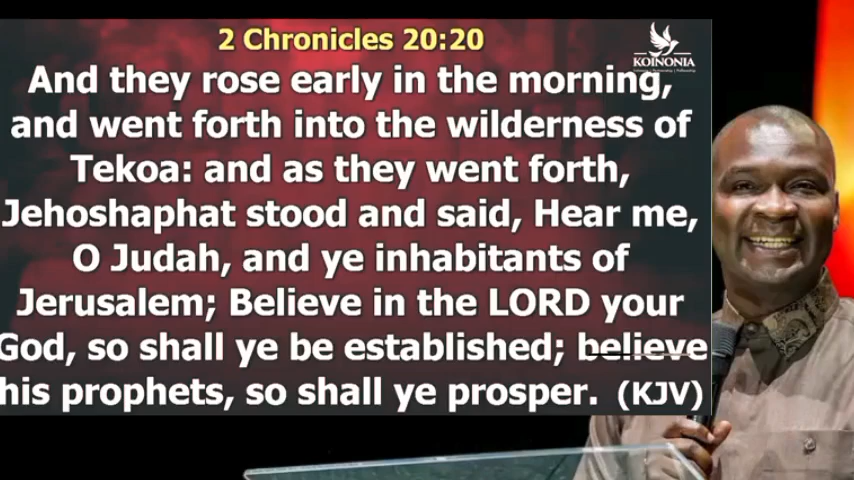 2 Chronicles 20:20
KOINONIA
And they rose early in the morning,
and went forth into the wilderness of
Tekoa: and as they went forth,
Jehoshaphat stood and said, Hear me,
O Judah, and ye inhabitants of
Jerusalem; Believe in the LORD your
God, so shall ye be established; believe
his prophets, so shall ye prosper. (KJV)